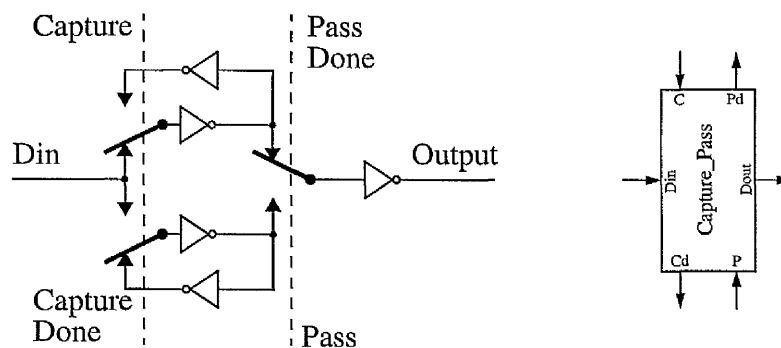 Capture
Pass
Done
Din
Output
Capture
Done
Pass
C
Pd
Din
Capture_Pass
Dout
Cd
P